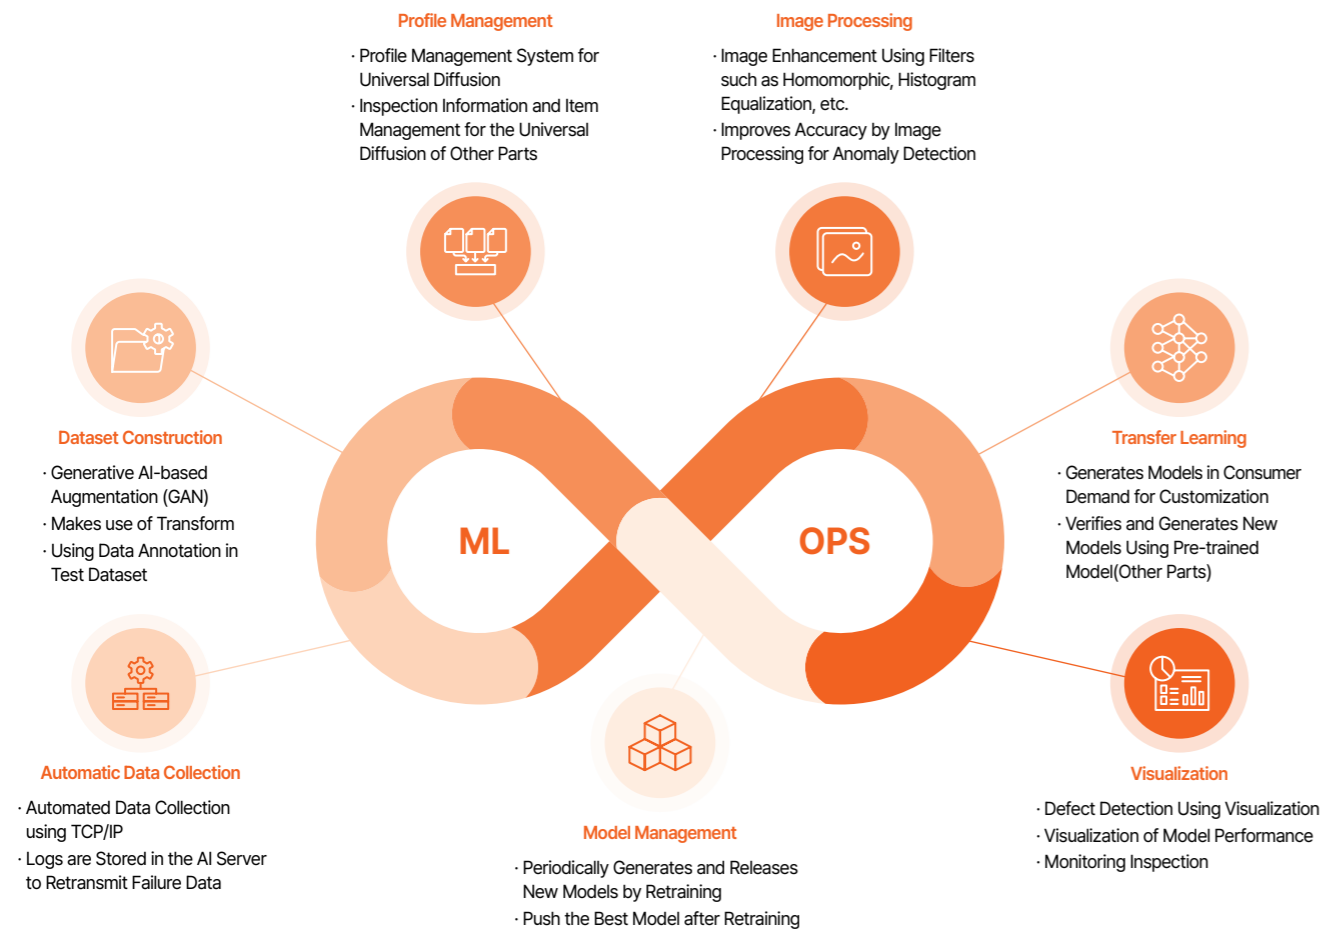 Profile Management
· Profile Management System for
Universal Diffusion
· Inspection Information and Item
Management for the Universal
Diffusion of Other Parts
Image Processing
· Image Enhancement Using Filters
such as Homomorphic, Histogram
Equalization, etc.
· Improves Accuracy by Image
Processing for Anomaly Detection
Dataset Construction
· Generative AI-based
Augmentation (GAN)
· Makes use of Transform
· Using Data Annotation in
Test Dataset
ML
OPS
Transfer Learning
· Generates Models in Consumer
Demand for Customization
· Verifies and Generates New
Models Using Pre-trained
Model(Other Parts)
Automatic Data Collection
· Automated Data Collection
using TCP/IP
· Logs are Stored in the AI Server
to Retransmit Failure Data
Model Management
· Periodically Generates and Releases
New Models by Retraining
· Push the Best Model after Retraining
Visualization
· Defect Detection Using Visualization
· Visualization of Model Performance
· Monitoring Inspection